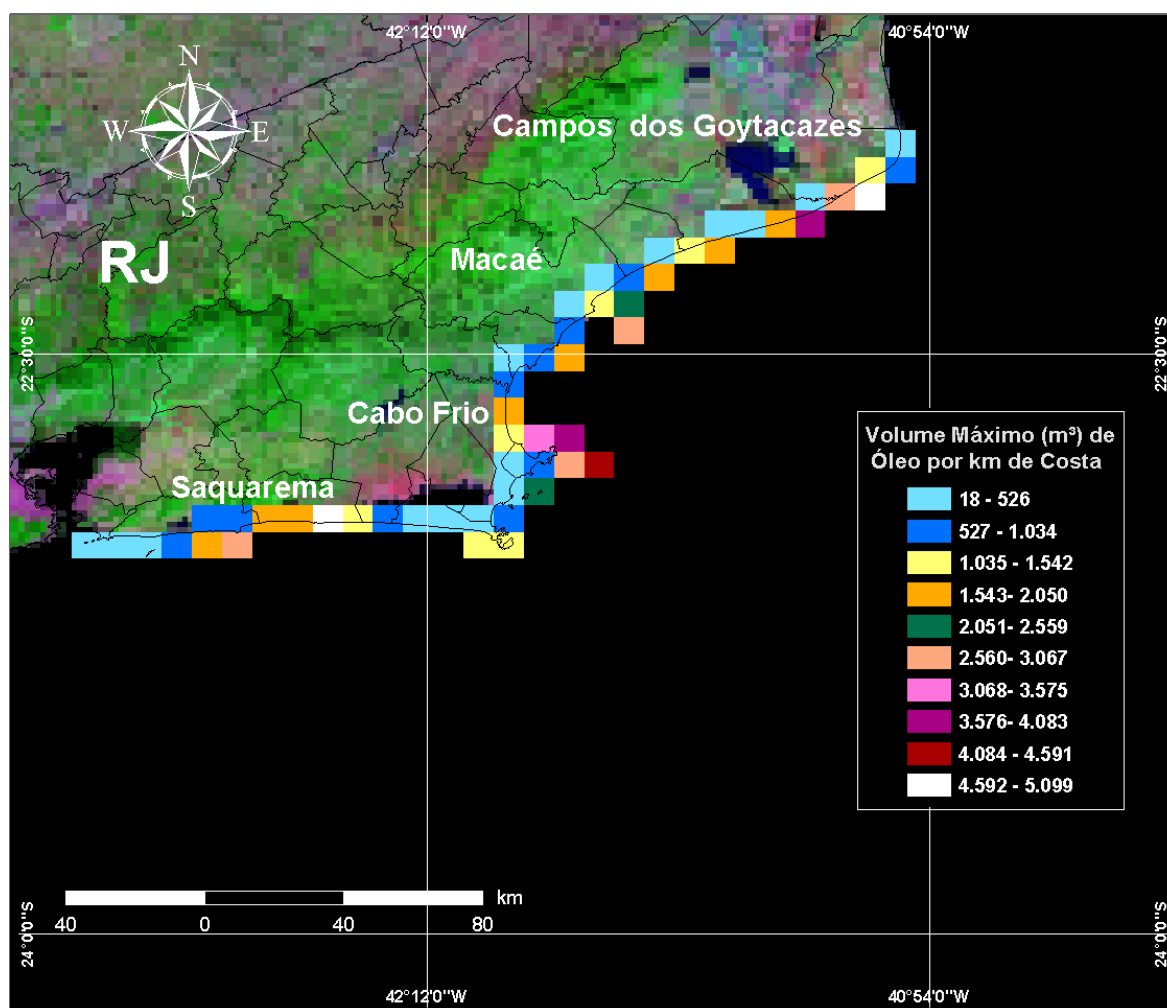 42°12'0"W
40°54'0"W
N
W
E
S
Campos dos Goytacazes
RJ
Macaé
22°30'0"S
22°30'0"S
Cabo Frio
Saquarema
Volume Máximo (m³) de
Óleo por km de Costa
18 - 526
527 - 1.034
1.035 - 1.542
1.543- 2.050
2.051- 2.559
2.560- 3.067
3.068- 3.575
3.576- 4.083
4.084 - 4.591
4.592 - 5.099
km
40
0
40
80
24°0'0"S
24°0'0"S
42°12'0"W
40°54'0"W